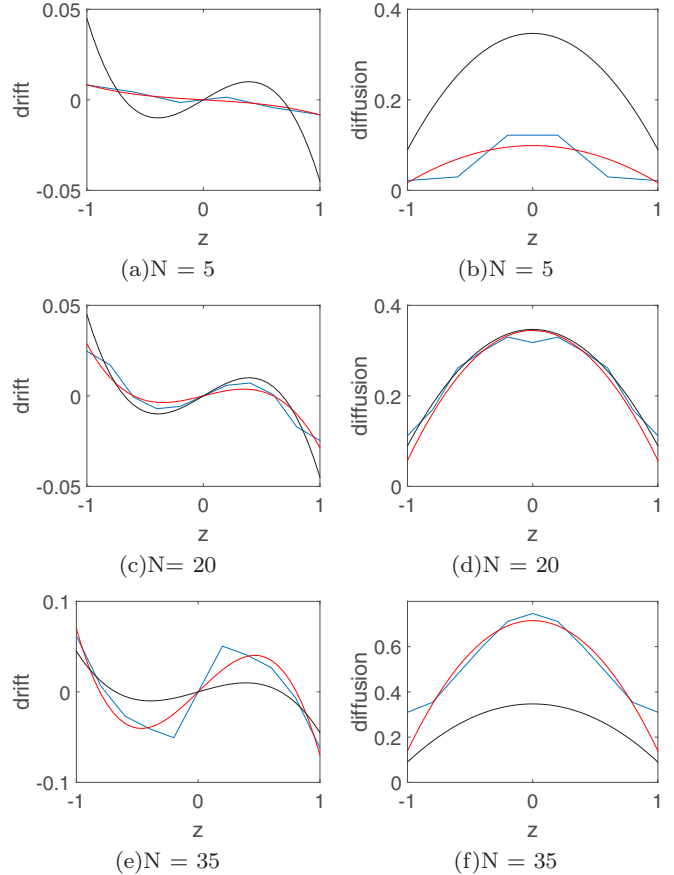 0.05
drift
0
-0.05
-1
0
1
z
(a)N = 5
0.4
diffusion
0.2
0
-1
0
1
z
(b)N = 5
0.05
drift
0
-0.05
-1
0
1
z
(c)N= 20
0.4
diffusion
0.2
0
-1
0
1
z
(d)N = 20
0.1
drift
0
-0.1
-1
0
1
z
(e)N = 35
0.6
diffusion
0.4
0.2
0
-1
0
1
z
(f)N = 35